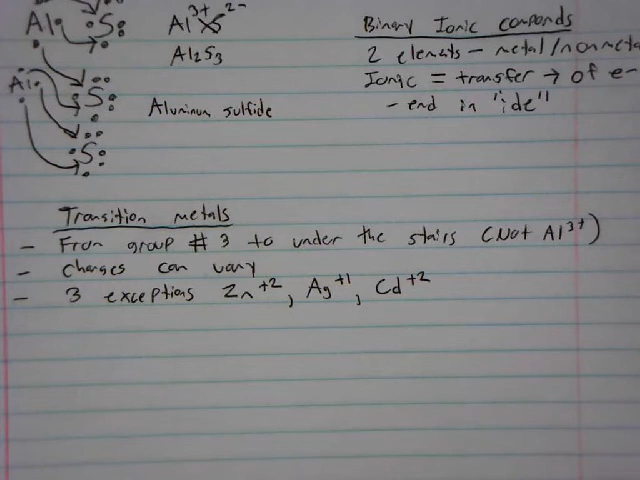 Al S Al3+ S2- Binary Ionic componds
Al2S3 2 elements - metal/nonmeta
Al S Ionic = transfer → of e-
Aluminum sulfide - end in "ide"
S
Transition metals
- From group # 3 to under the stairs (Not Al3+)
- charges can vary
- 3 exceptions Zn+2, Ag+1, Cd+2